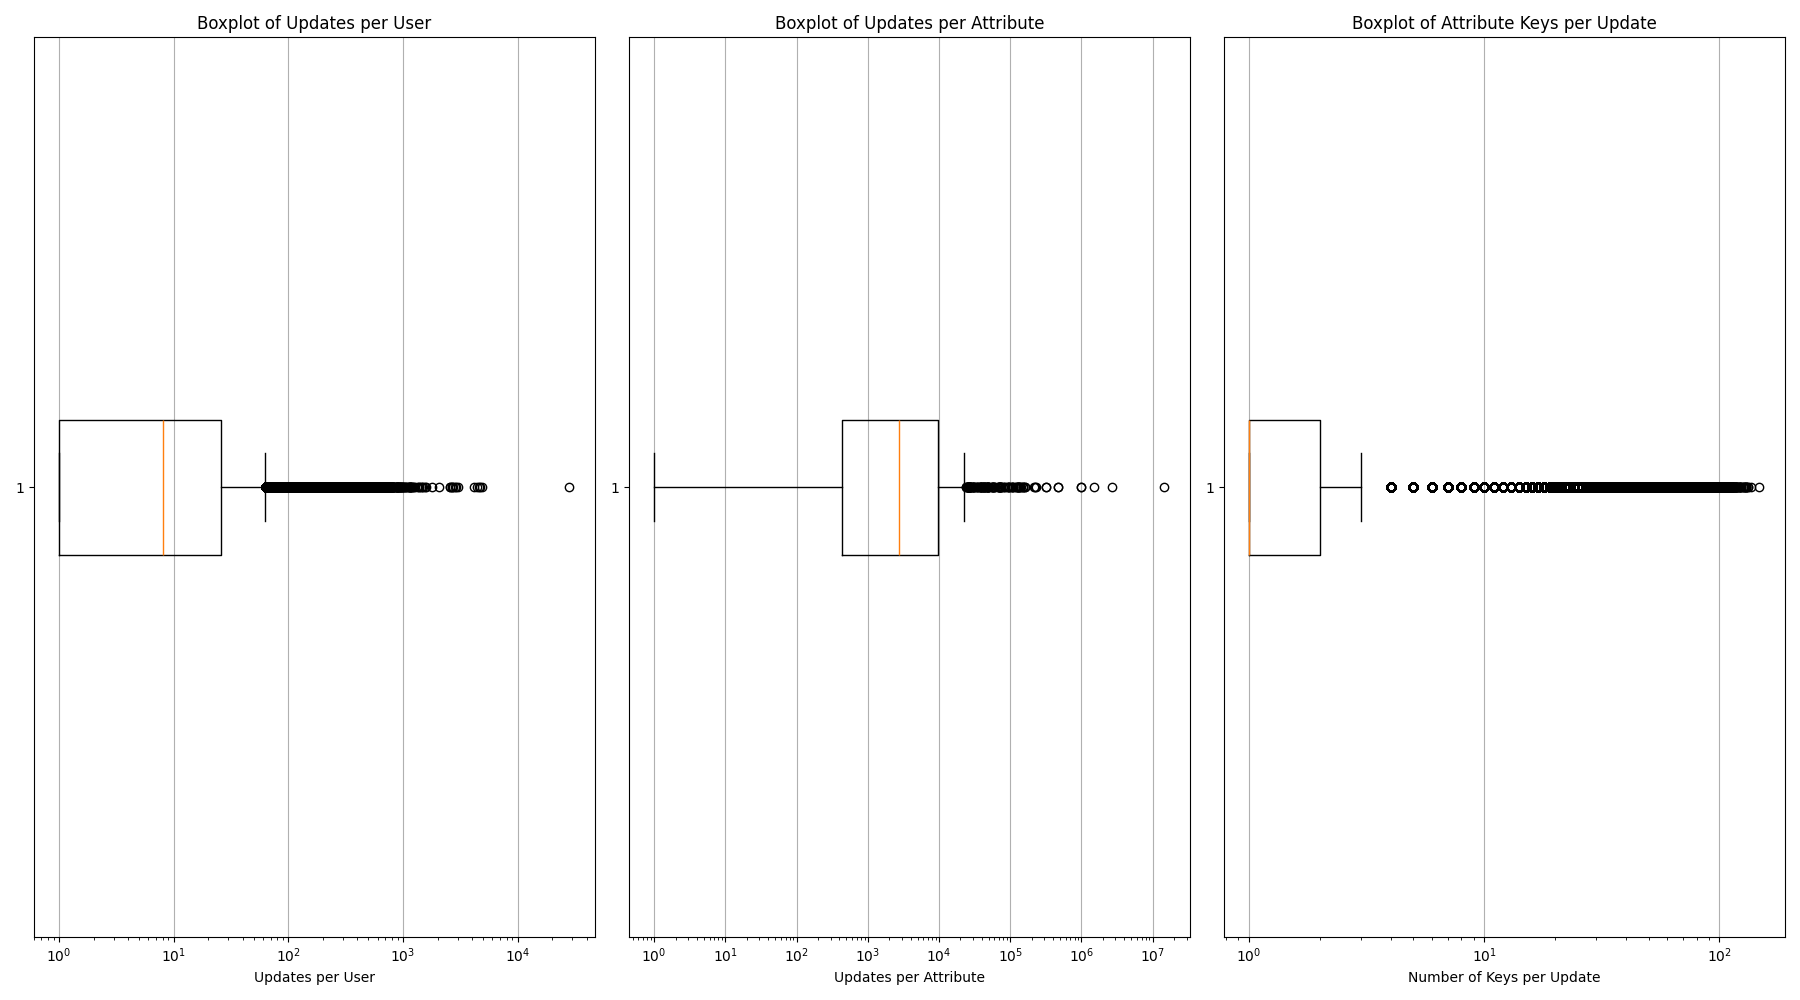 Boxplot of Updates per User
1
10⁰ 10¹ 10² 10³ 10⁴
Updates per User
Boxplot of Updates per Attribute
1
10⁰ 10¹ 10² 10³ 10⁴ 10⁵ 10⁶ 10⁷
Updates per Attribute
Boxplot of Attribute Keys per Update
1
10⁰ 10¹ 10²
Number of Keys per Update